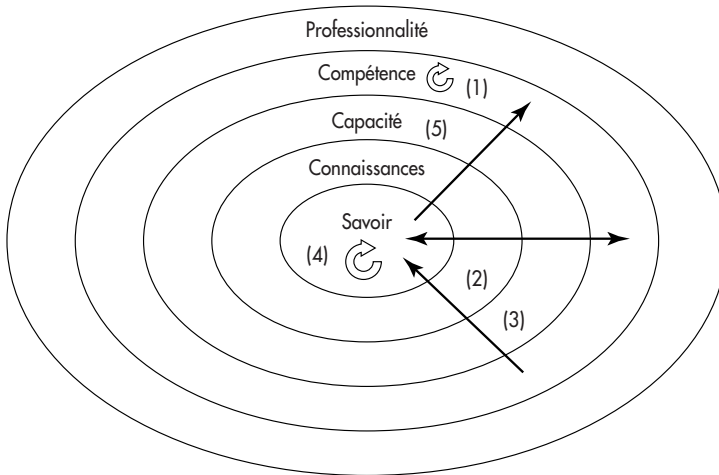 Professionnalité
Compétence (1)
Capacité (5)
Connaissances
Savoir
(4)
(2)
(3)